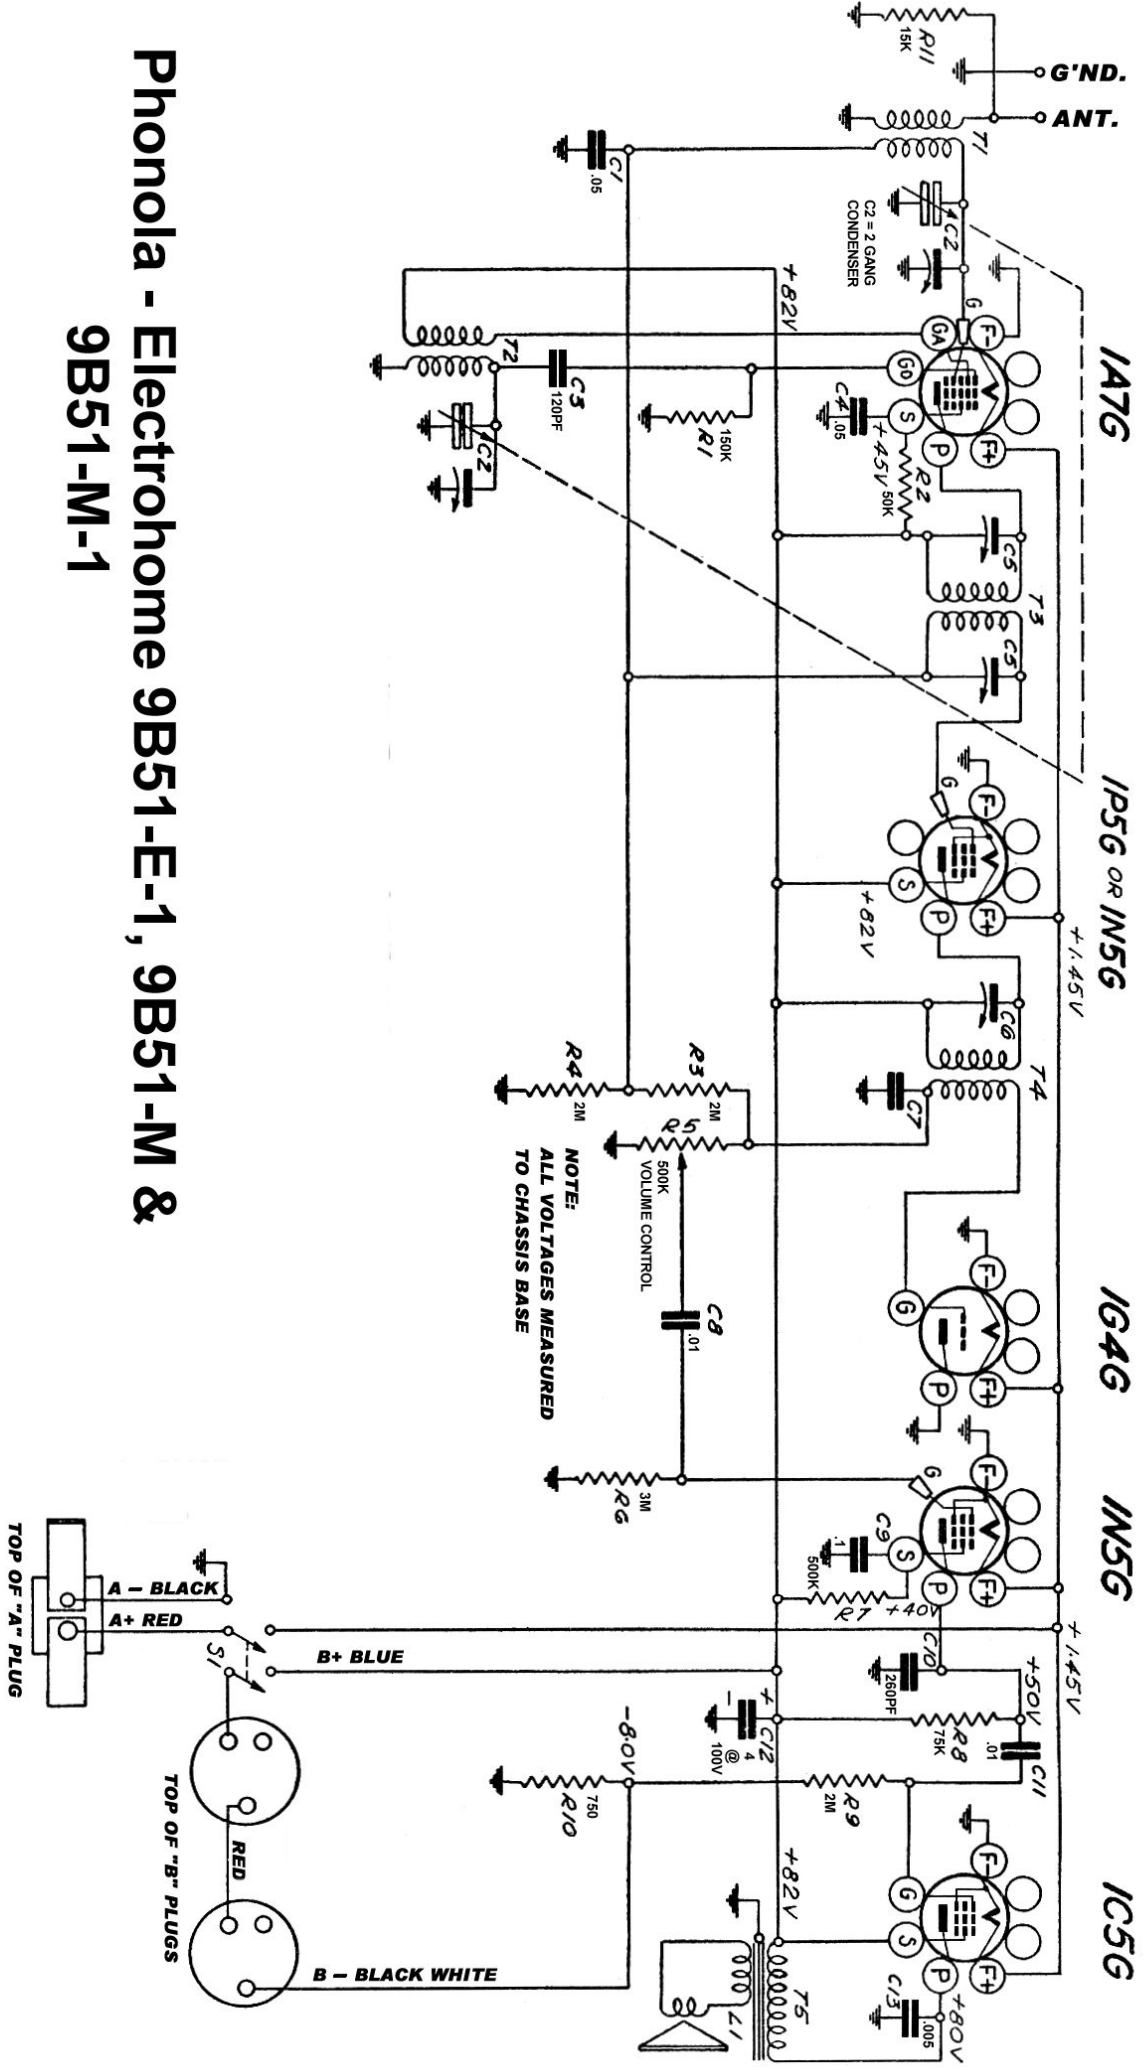 G'ND.
ANT.
R11
15K
T1
C1
.05
C2
C2 = 2 GANG
CONDENSER
1A7G
G
F-
GA
GO
S
P
F+
+82V
T2
C3
120PF
C2
R1
150K
C4
.05
+45V
R2
50K
C5
T3
C5
1P5G OR 1N5G
G
F-
S
P
F+
+82V
+1.45V
C6
T4
C7
R3
2M
R4
2M
R5
500K
VOLUME CONTROL
NOTE:
ALL VOLTAGES MEASURED
TO CHASSIS BASE
C8
.01
1G4G
F-
G
P
F+
1N5G
G
F-
S
P
F+
R6
3M
C9
.1
500K
R7
+40V
C10
260PF
+50V
+1.45V
R8
75K
C11
.01
C12
+
-
4
@
100V
R9
2M
-8.0V
R10
750
1C5G
F-
G
S
P
F+
+82V
T5
L1
C13
.005
+80V
A - BLACK
A+ RED
S1
B+ BLUE
TOP OF "A" PLUG
RED
TOP OF "B" PLUGS
B - BLACK WHITE
Phonola - Electrohome 9B51-E-1, 9B51-M &
9B51-M-1